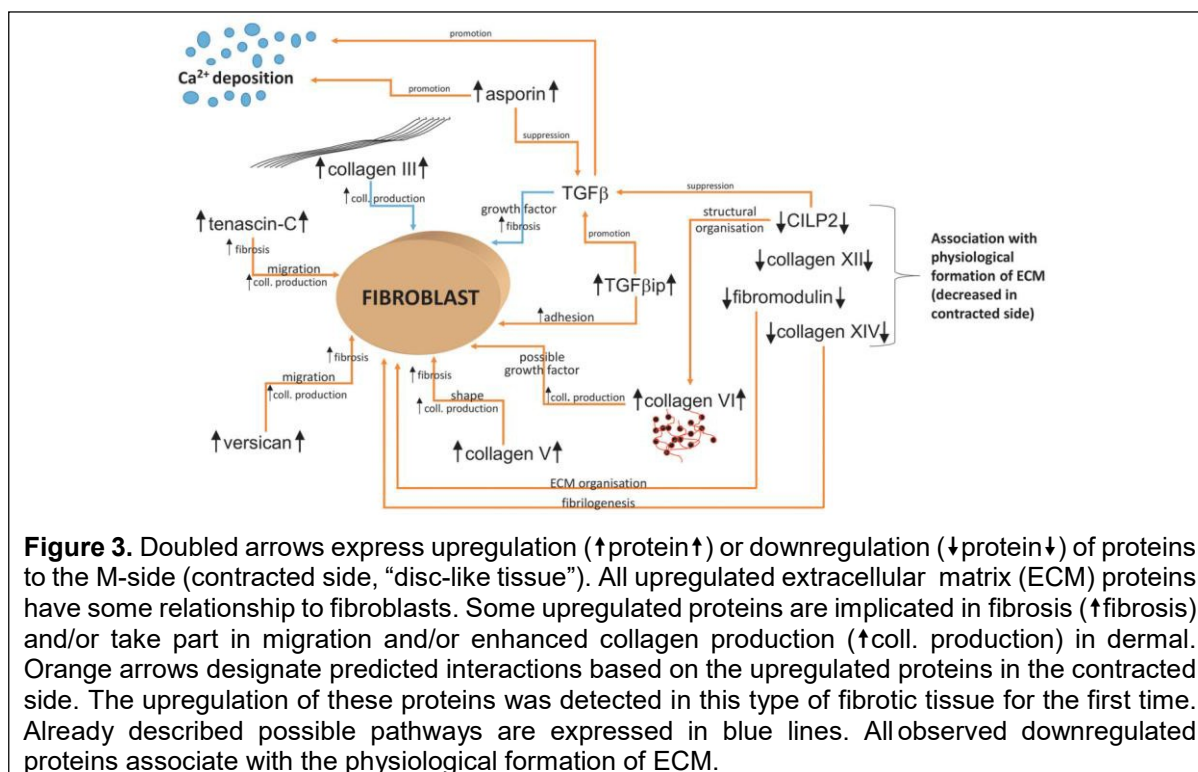 promotion
Ca²⁺ deposition
promotion
↑asporin↑
suppression
↑collagen III↑
↑coll. production
TGFβ
suppression
growth factor
↑fibrosis
structural
organisation
↓CILP2↓
↑tenascin-C↑
↑fibrosis
migration
↑coll. production
promotion
↓collagen XII↓
Association with
physiological
formation of ECM
(decreased in
contracted side)
FIBROBLAST
↑TGFβip↑
↓fibromodulin↓
↑adhesion
↓collagen XIV↓
↑fibrosis
migration
↑coll. production
↑fibrosis
shape
↑coll. production
possible
growth factor
↑coll. production
↑collagen VI↑
↑versican↑
↑collagen V↑
ECM organisation
fibrilogenesis
Figure 3. Doubled arrows express upregulation (↑protein↑) or downregulation (↓protein↓) of proteins
to the M-side (contracted side, “disc-like tissue”). All upregulated extracellular matrix (ECM) proteins
have some relationship to fibroblasts. Some upregulated proteins are implicated in fibrosis (↑fibrosis)
and/or take part in migration and/or enhanced collagen production (↑coll. production) in dermal.
Orange arrows designate predicted interactions based on the upregulated proteins in the contracted
side. The upregulation of these proteins was detected in this type of fibrotic tissue for the first time.
Already described possible pathways are expressed in blue lines. All observed downregulated
proteins associate with the physiological formation of ECM.